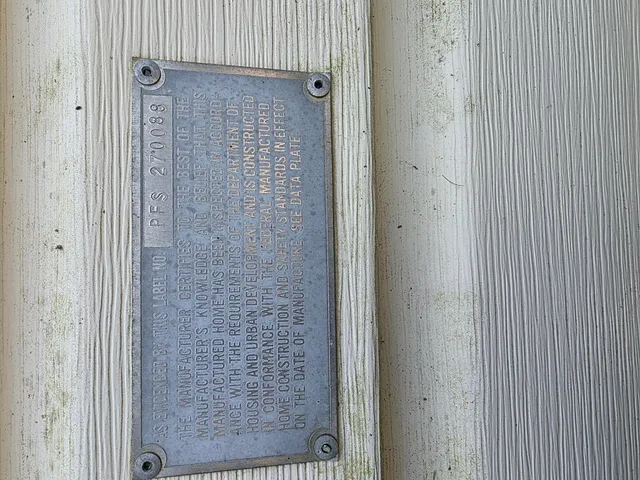 AS EVIDENCED BY THIS LABEL NO. PFS 270088
THE MANUFACTURER CERTIFIES TO THE BEST OF THE
MANUFACTURER'S KNOWLEDGE AND BELIEF THAT THIS
MANUFACTURED HOME HAS BEEN INSPECTED IN ACCORD
ANCE WITH THE REQUIREMENTS OF THE DEPARTMENT OF
HOUSING AND URBAN DEVELOPMENT AND IS CONSTRUCTED
IN CONFORMANCE WITH THE FEDERAL MANUFACTURED
HOME CONSTRUCTION AND SAFETY STANDARDS IN EFFECT
ON THE DATE OF MANUFACTURE. SEE DATA PLATE